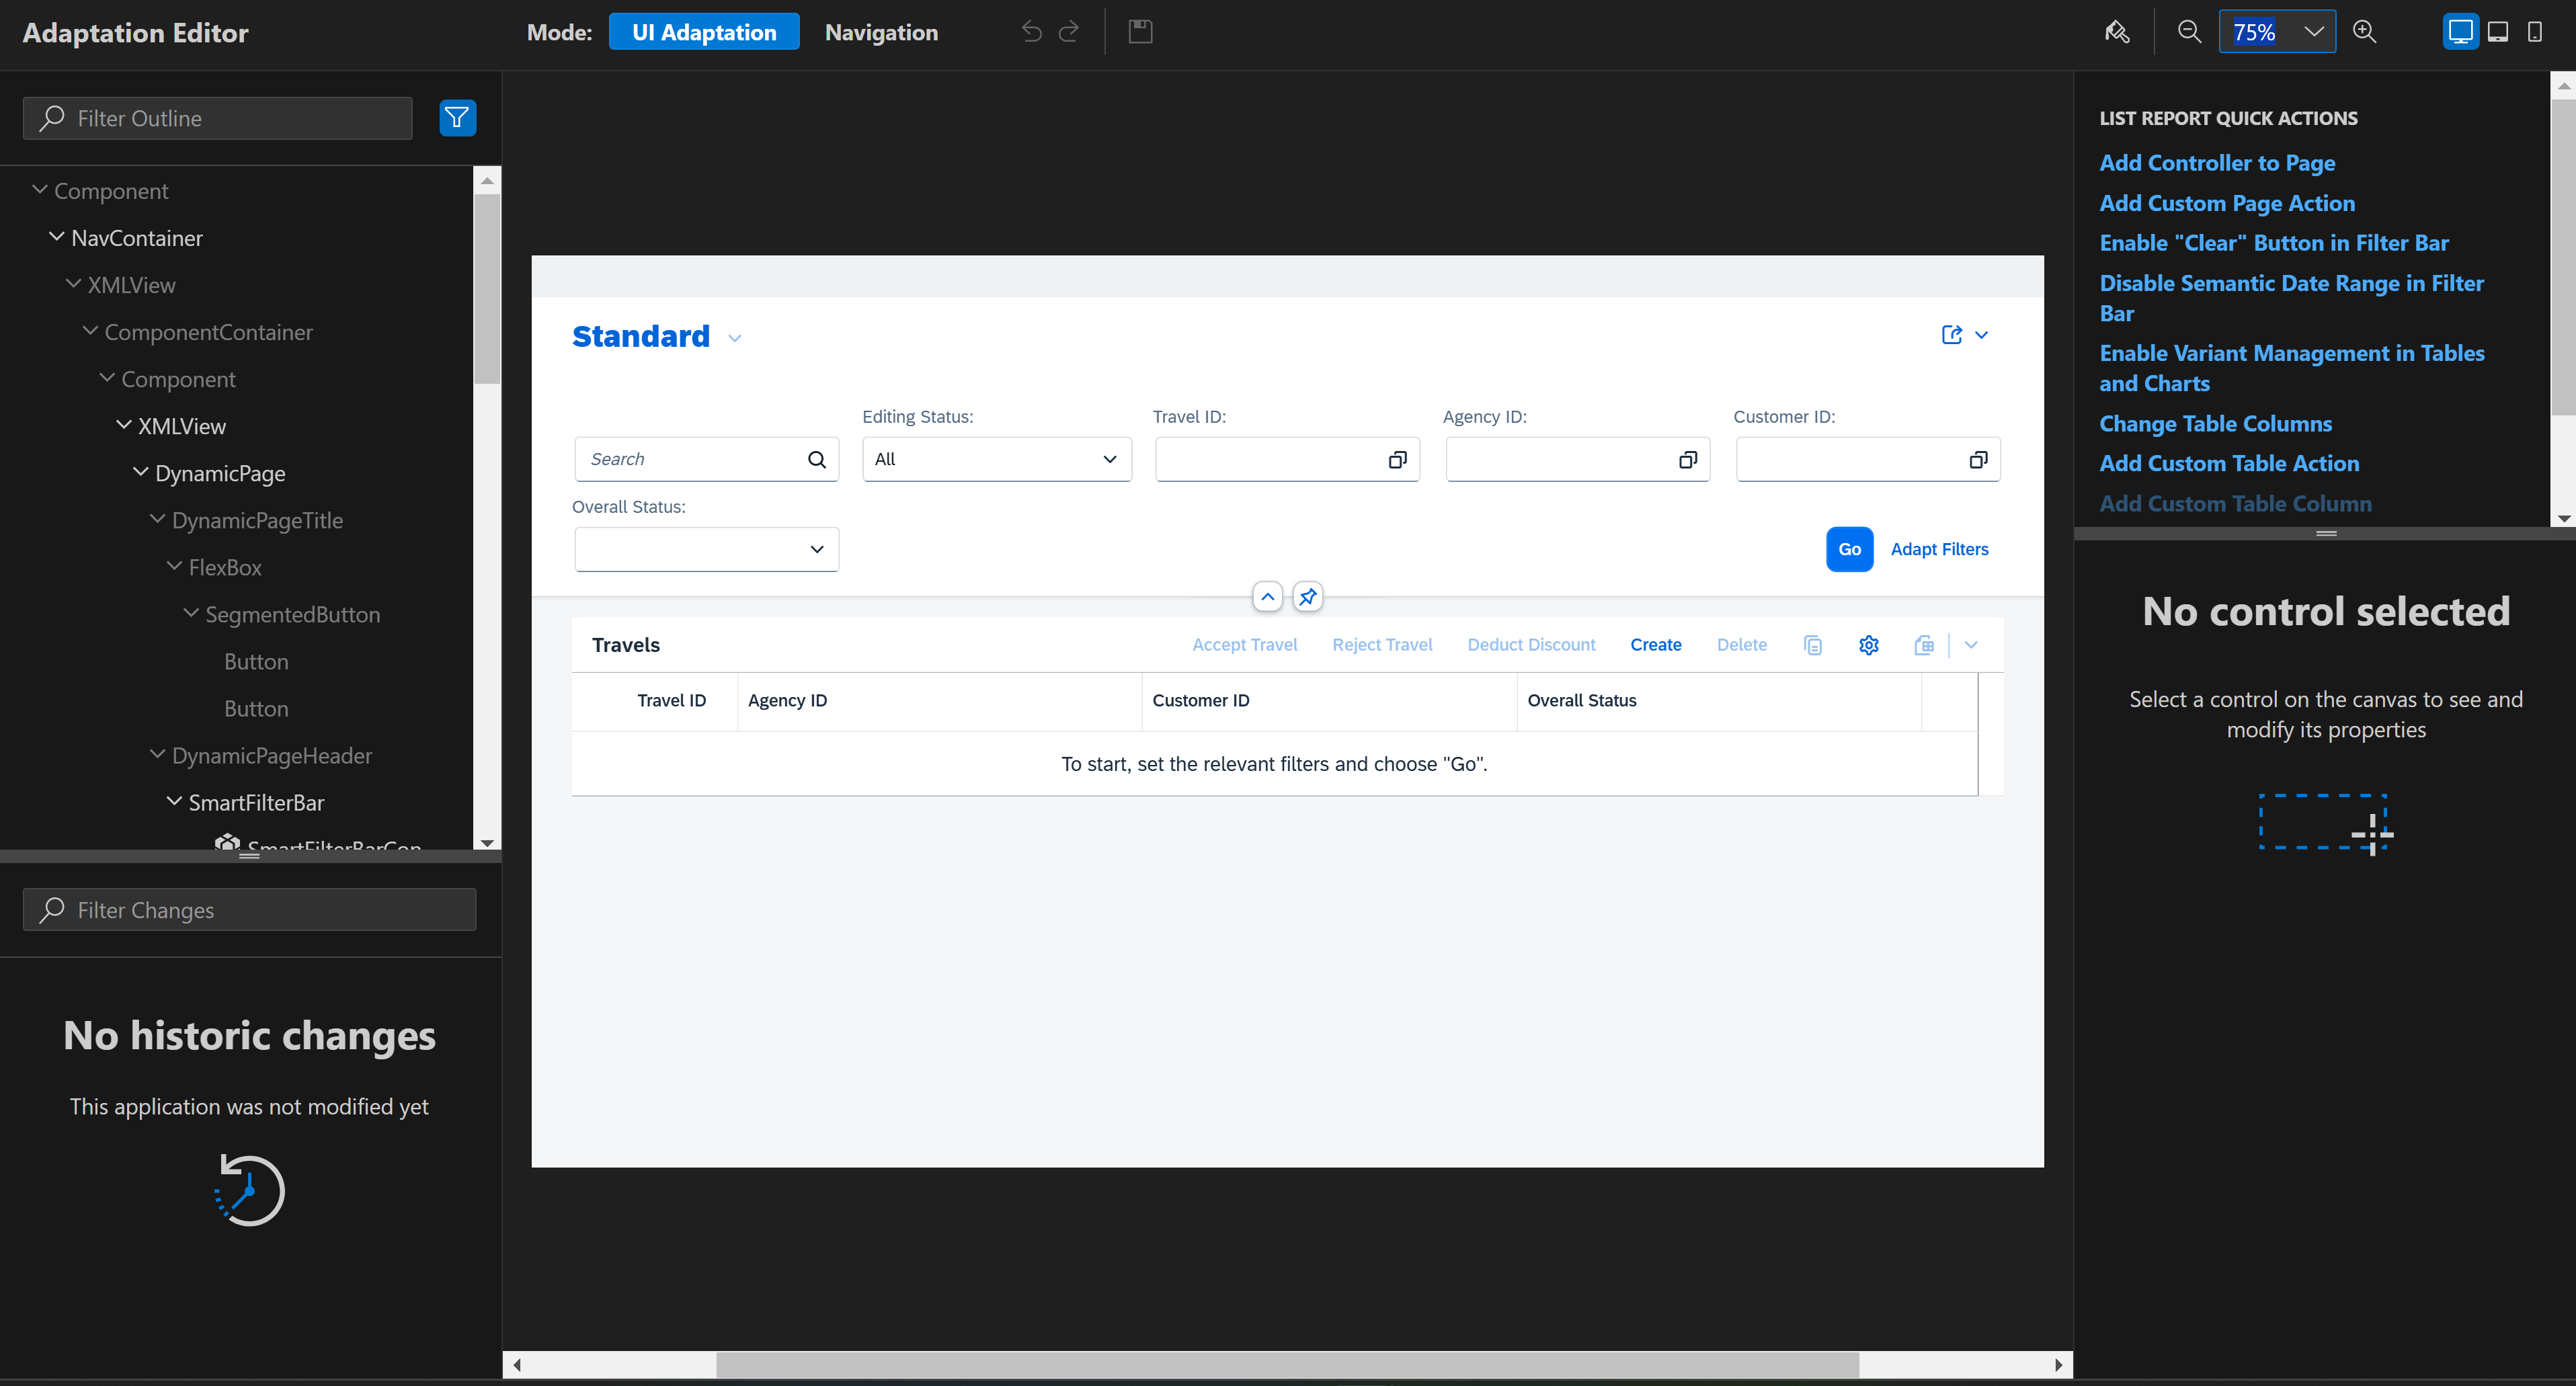 Adaptation Editor
Mode: UI Adaptation Navigation
75%
Filter Outline
Component
NavContainer
XMLView
ComponentContainer
Component
XMLView
DynamicPage
DynamicPageTitle
FlexBox
SegmentedButton
Button
Button
DynamicPageHeader
SmartFilterBar
SmartFilterBarCon
Filter Changes
No historic changes
This application was not modified yet
Standard
Editing Status:
Travel ID:
Agency ID:
Customer ID:
Search
All
Overall Status:
Go
Adapt Filters
Travels
Accept Travel
Reject Travel
Deduct Discount
Create
Delete
Travel ID
Agency ID
Customer ID
Overall Status
To start, set the relevant filters and choose "Go".
LIST REPORT QUICK ACTIONS
Add Controller to Page
Add Custom Page Action
Enable "Clear" Button in Filter Bar
Disable Semantic Date Range in Filter
Bar
Enable Variant Management in Tables
and Charts
Change Table Columns
Add Custom Table Action
Add Custom Table Column
No control selected
Select a control on the canvas to see and
modify its properties